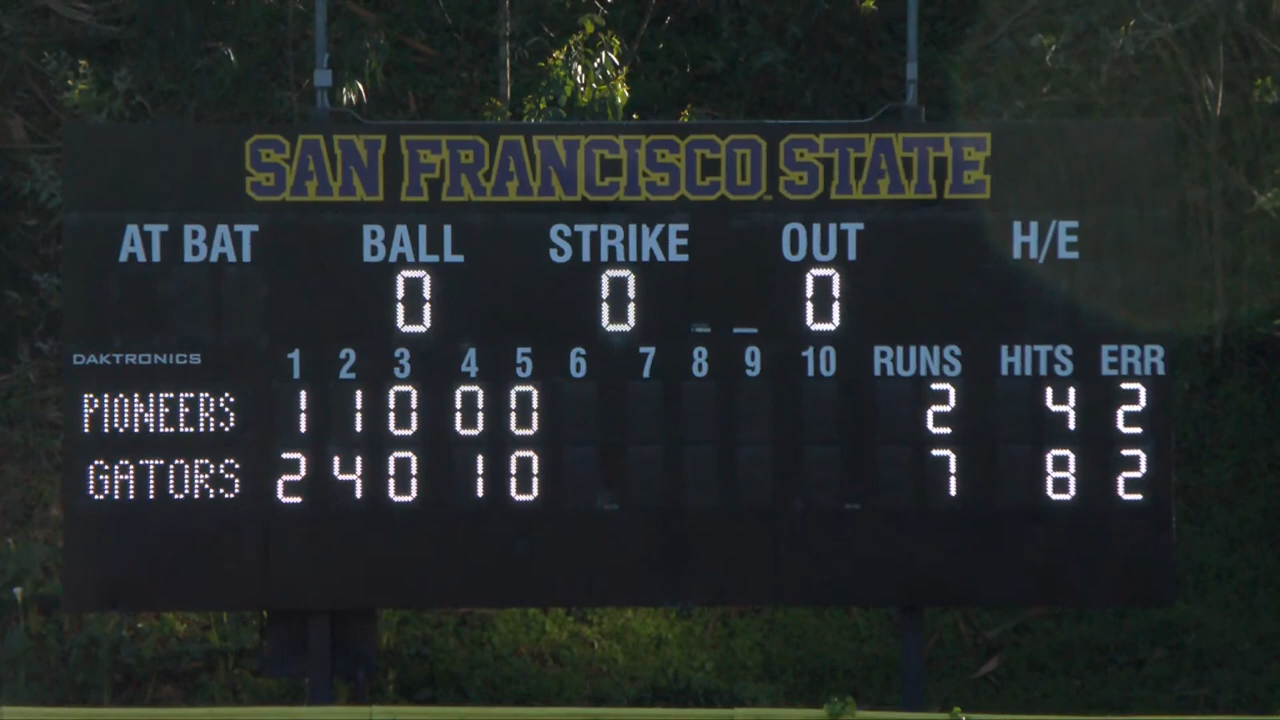 SAN FRANCISCO STATE
AT BAT BALL STRIKE OUT H/E
0 0 0
DAKTRONICS 1 2 3 4 5 6 7 8 9 10 RUNS HITS ERR
PIONEERS 1 1 0 0 0 2 4 2
GATORS 2 4 0 1 0 7 8 2